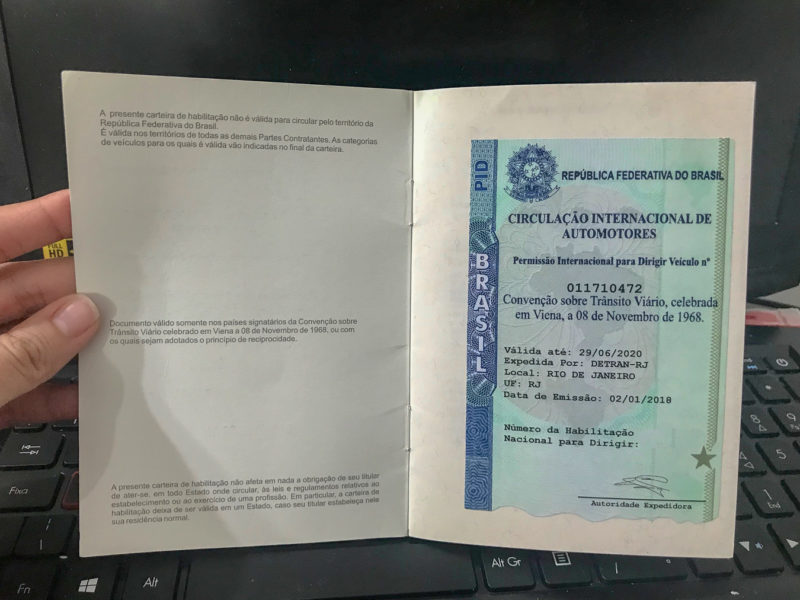 A presente carteira de habilitação não é válida para circular pelo território da
República Federativa do Brasil.
É válida nos territórios de todas as demais Partes Contratantes. As categorias
de veículos para os quais é válida vão indicadas no final da carteira.
Documento válido somente nos países signatários da Convenção sobre
Trânsito Viário celebrado em Viena a 08 de Novembro de 1968, ou com
os quais sejam adotados o princípio de reciprocidade.
A presente carteira de habilitação não afeta em nada a obrigação de seu titular
de ater-se, em todo Estado onde circular, às leis e regulamentos relativos ao
estabelecimento ou ao exercício de uma profissão. Em particular, a carteira de
habilitação deixa de ser válida em um Estado, caso seu titular estabeleça nele
sua residência normal.
PID
BRASIL
REPÚBLICA FEDERATIVA DO BRASIL
CIRCULAÇÃO INTERNACIONAL DE
AUTOMOTORES
Permissão Internacional para Dirigir Veículo nº
011710472
Convenção sobre Trânsito Viário, celebrada
em Viena, a 08 de Novembro de 1968.
Válida até: 29/06/2020
Expedida Por: DETRAN-RJ
Local: RIO DE JANEIRO
UF: RJ
Data de Emissão: 02/01/2018
Número da Habilitação
Nacional para Dirigir:
Autoridade Expedidora
FULL
HD
Fixa
Fn
Alt
Alt Gr
End